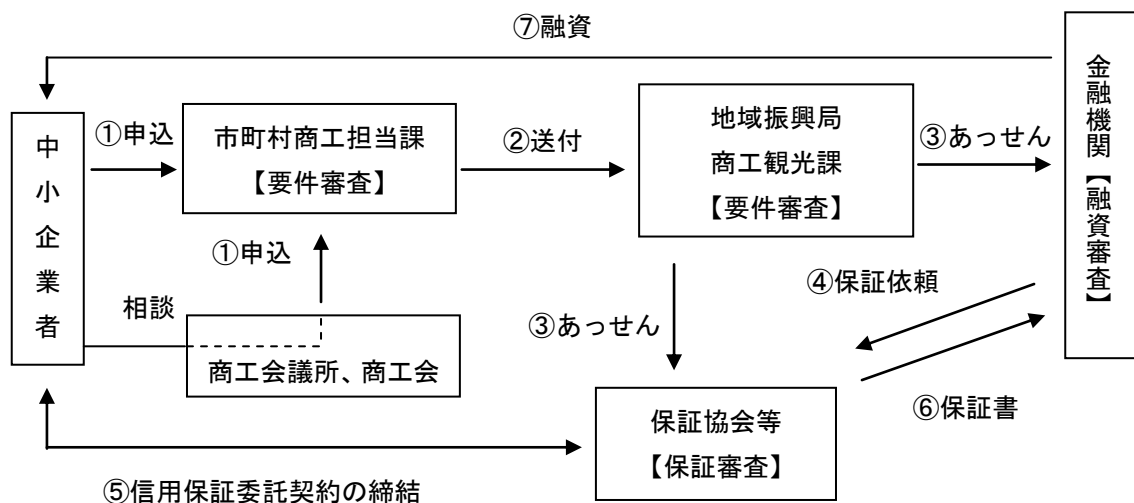 ⑦融資
中小企業者
①申込
市町村商工担当課
【要件審査】
②送付
地域振興局
商工観光課
【要件審査】
③あっせん
金融機関【融資審査】
①申込
相談
商工会議所、商工会
③あっせん
④保証依頼
⑥保証書
保証協会等
【保証審査】
⑤信用保証委託契約の締結